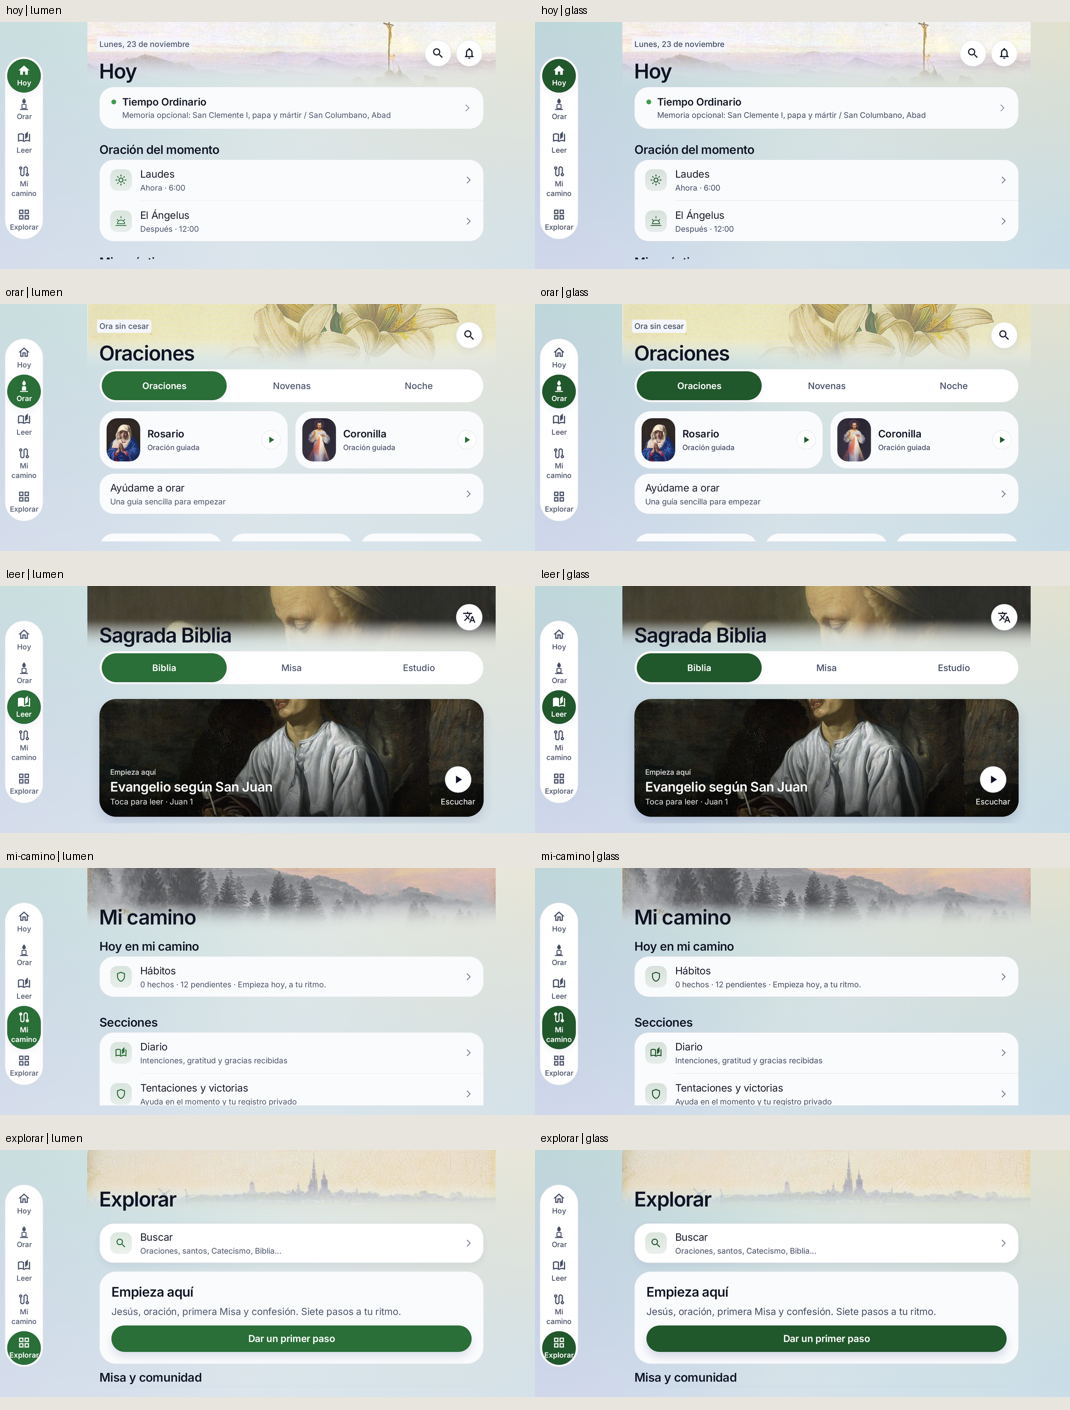 hoy | lumen
Lunes, 23 de noviembre
Hoy
Tiempo Ordinario
Memoria opcional: San Clemente I, papa y mártir / San Columbano, Abad
Oración del momento
Laudes
Ahora · 6:00
El Ángelus
Después · 12:00
Hoy
Orar
Leer
Mi
camino
Explorar
hoy | glass
Lunes, 23 de noviembre
Hoy
Tiempo Ordinario
Memoria opcional: San Clemente I, papa y mártir / San Columbano, Abad
Oración del momento
Laudes
Ahora · 6:00
El Ángelus
Después · 12:00
Hoy
Orar
Leer
Mi
camino
Explorar
orar | lumen
Ora sin cesar
Oraciones
Oraciones Novenas Noche
Rosario
Oración guiada
Coronilla
Oración guiada
Ayúdame a orar
Una guía sencilla para empezar
Hoy
Orar
Leer
Mi
camino
Explorar
orar | glass
Ora sin cesar
Oraciones
Oraciones Novenas Noche
Rosario
Oración guiada
Coronilla
Oración guiada
Ayúdame a orar
Una guía sencilla para empezar
Hoy
Orar
Leer
Mi
camino
Explorar
leer | lumen
Sagrada Biblia
Biblia Misa Estudio
Empieza aquí
Evangelio según San Juan
Toca para leer · Juan 1
Escuchar
Hoy
Orar
Leer
Mi
camino
Explorar
leer | glass
Sagrada Biblia
Biblia Misa Estudio
Empieza aquí
Evangelio según San Juan
Toca para leer · Juan 1
Escuchar
Hoy
Orar
Leer
Mi
camino
Explorar
mi-camino | lumen
Mi camino
Hoy en mi camino
Hábitos
0 hechos · 12 pendientes · Empieza hoy, a tu ritmo.
Secciones
Diario
Intenciones, gratitud y gracias recibidas
Tentaciones y victorias
Ayuda en el momento y tu registro privado
Hoy
Orar
Leer
Mi
camino
Explorar
mi-camino | glass
Mi camino
Hoy en mi camino
Hábitos
0 hechos · 12 pendientes · Empieza hoy, a tu ritmo.
Secciones
Diario
Intenciones, gratitud y gracias recibidas
Tentaciones y victorias
Ayuda en el momento y tu registro privado
Hoy
Orar
Leer
Mi
camino
Explorar
explorar | lumen
Explorar
Buscar
Oraciones, santos, Catecismo, Biblia...
Empieza aquí
Jesús, oración, primera Misa y confesión. Siete pasos a tu ritmo.
Dar un primer paso
Misa y comunidad
Hoy
Orar
Leer
Mi
camino
Explorar
explorar | glass
Explorar
Buscar
Oraciones, santos, Catecismo, Biblia...
Empieza aquí
Jesús, oración, primera Misa y confesión. Siete pasos a tu ritmo.
Dar un primer paso
Misa y comunidad
Hoy
Orar
Leer
Mi
camino
Explorar